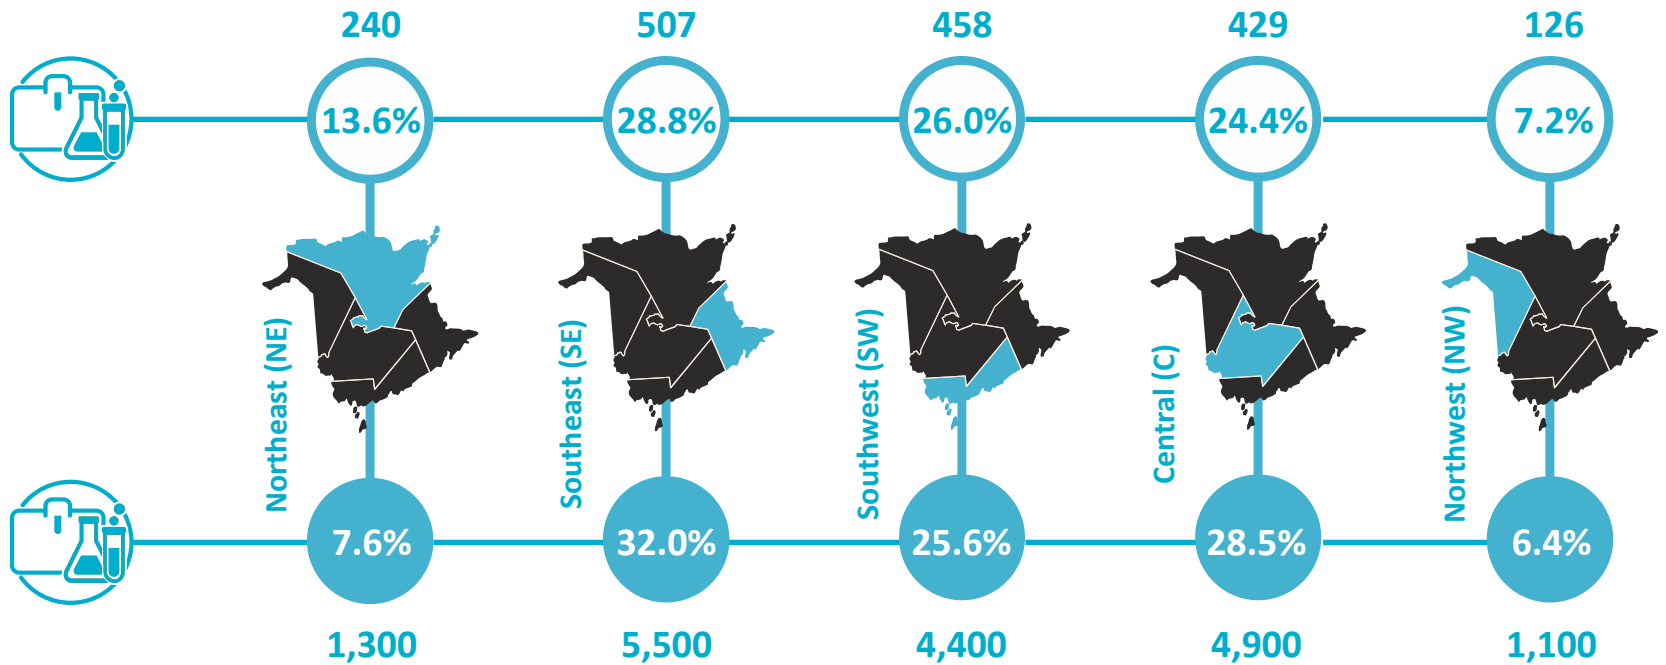 240 507 458 429 126
13.6% 28.8% 26.0% 24.4% 7.2%
Northeast (NE)
Southeast (SE)
Southwest (SW)
Central (C)
Northwest (NW)
7.6% 32.0% 25.6% 28.5% 6.4%
1,300 5,500 4,400 4,900 1,100